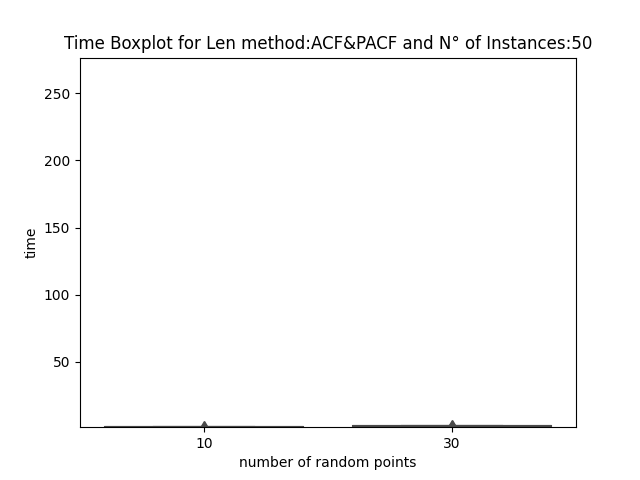 Time Boxplot for Len method:ACF&PACF and N° of Instances:50
250
200
150
100
50
time
10 30
number of random points